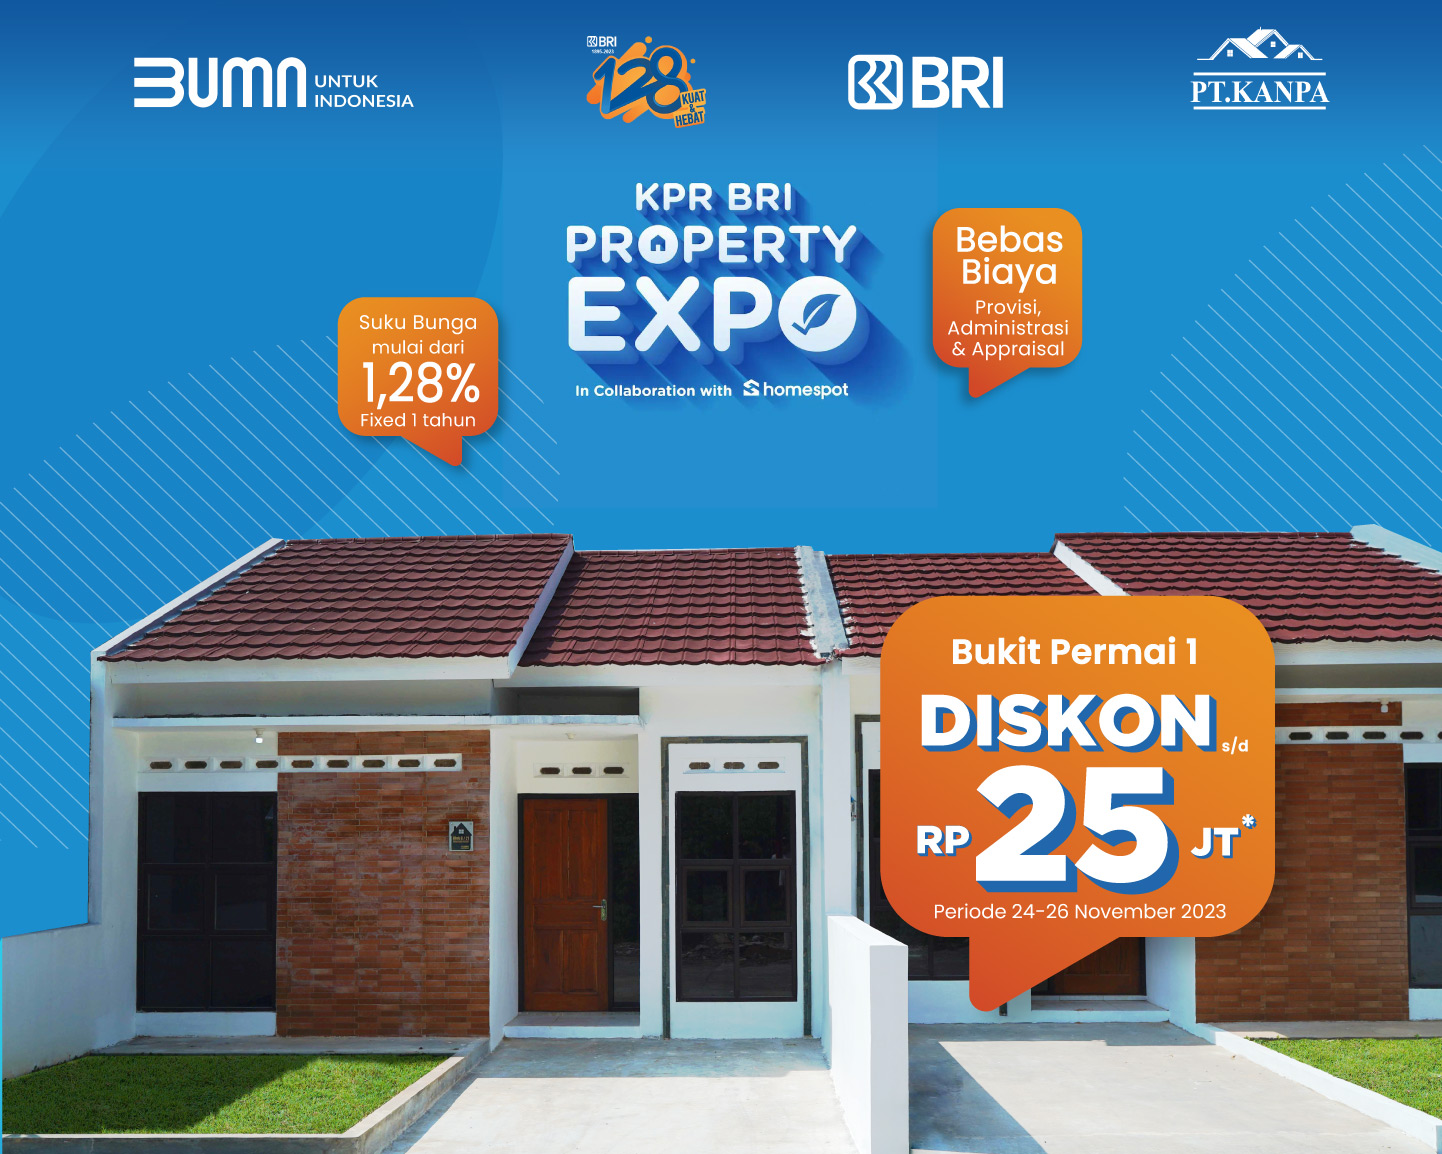 BUMN UNTUK
INDONESIA
BRI
1895-2023
128
KUAT
&
HEBAT
BRI
PT.KANPA
KPR BRI
PROPERTY
EXPO
In Collaboration with homespot
Suku Bunga
mulai dari
1,28%
Fixed 1 tahun
Bebas
Biaya
Provisi,
Administrasi
& Appraisal
Bukit Permai 1
DISKON s/d
RP 25 JT*
Periode 24-26 November 2023